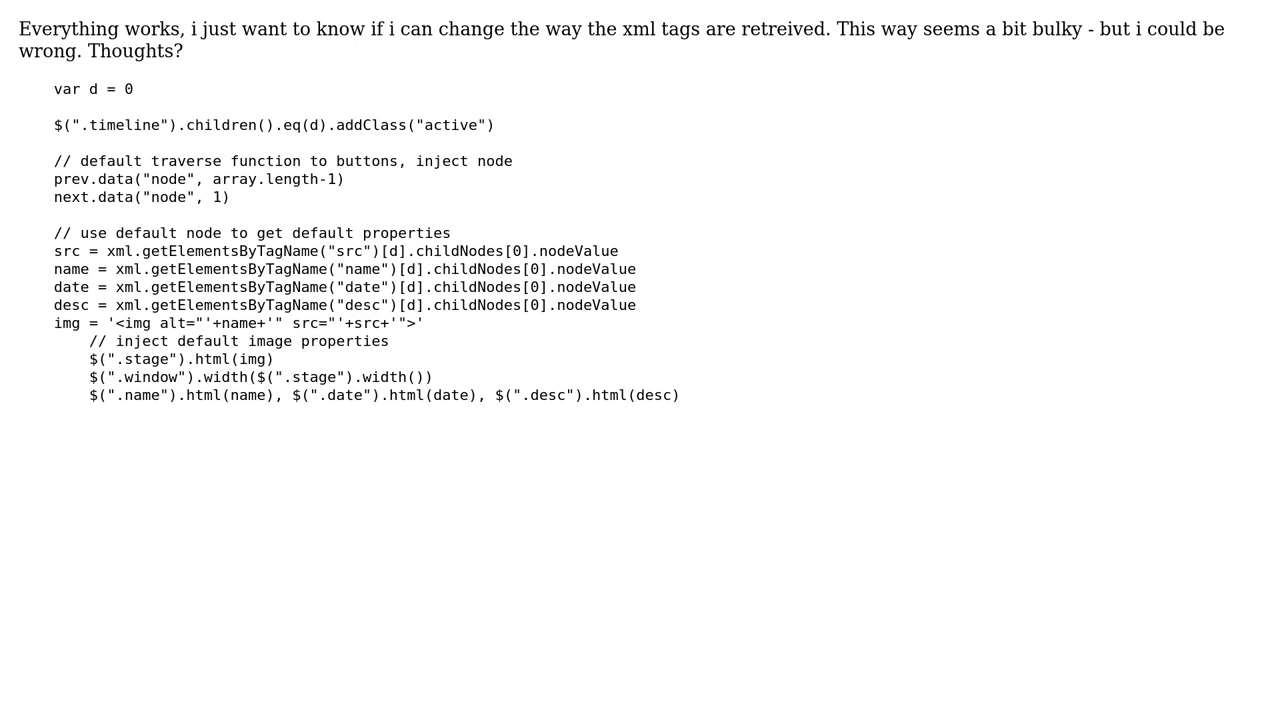 Everything works, i just want to know if i can change the way the xml tags are retreived. This way seems a bit bulky - but i could be
wrong. Thoughts?
var d = 0
$(".timeline").children().eq(d).addClass("active")
// default traverse function to buttons, inject node
prev.data("node", array.length-1)
next.data("node", 1)
// use default node to get default properties
src = xml.getElementsByTagName("src")[d].childNodes[0].nodeValue
name = xml.getElementsByTagName("name")[d].childNodes[0].nodeValue
date = xml.getElementsByTagName("date")[d].childNodes[0].nodeValue
desc = xml.getElementsByTagName("desc")[d].childNodes[0].nodeValue
img = '<img alt="'+name+'" src="'+src+'">'
    // inject default image properties
    $(".stage").html(img)
    $(".window").width($(".stage").width())
    $(".name").html(name), $(".date").html(date), $(".desc").html(desc)